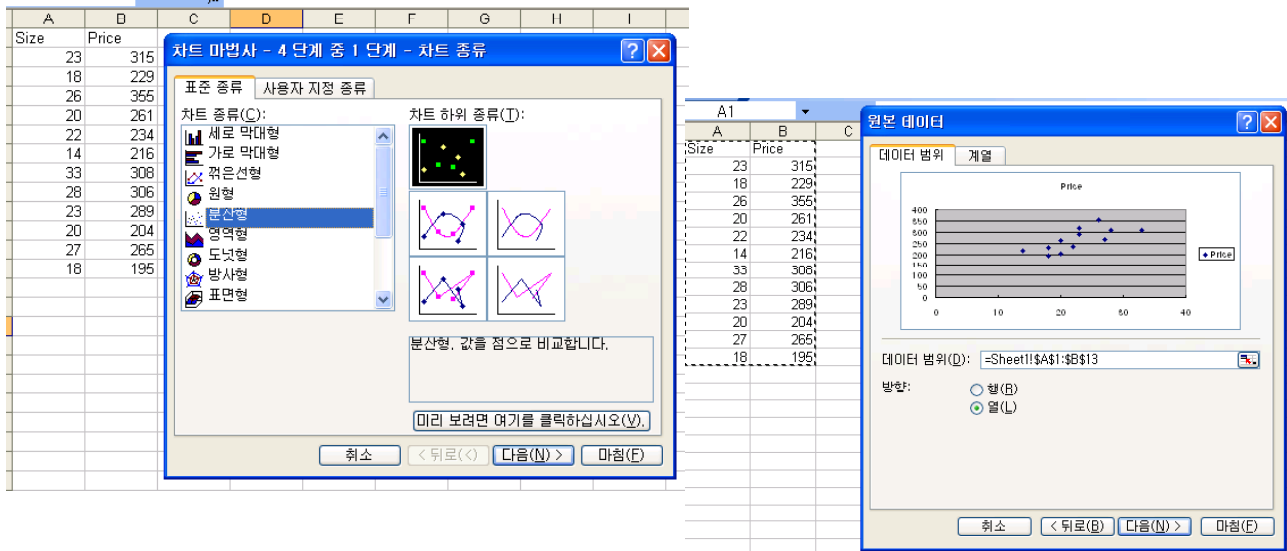 A B C D E F G H I
Size Price
23 315
18 229
26 355
20 261
22 234
14 216
33 308
28 306
23 289
20 204
27 265
18 195
차트 마법사 - 4 단계 중 1 단계 - 차트 종류
표준 종류 사용자 지정 종류
차트 종류(C):
세로 막대형
가로 막대형
꺾은선형
원형
분산형
영역형
도넛형
방사형
표면형
차트 하위 종류(T):
분산형. 값을 점으로 비교합니다.
미리 보려면 여기를 클릭하십시오(V).
취소 < 뒤로(<) 다음(N) > 마침(F)
A1
A B C
Size Price
23 315
18 229
26 355
20 261
22 234
14 216
33 308
28 306
23 289
20 204
27 265
18 195
원본 데이터
데이터 범위 계열
Price
400
350
300
250
200
150
100
50
0
0 10 20 30 40
Price
데이터 범위(D): =Sheet1!$A$1:$B$13
방향: 행(R)
열(L)
취소 < 뒤로(B) 다음(N) > 마침(F)